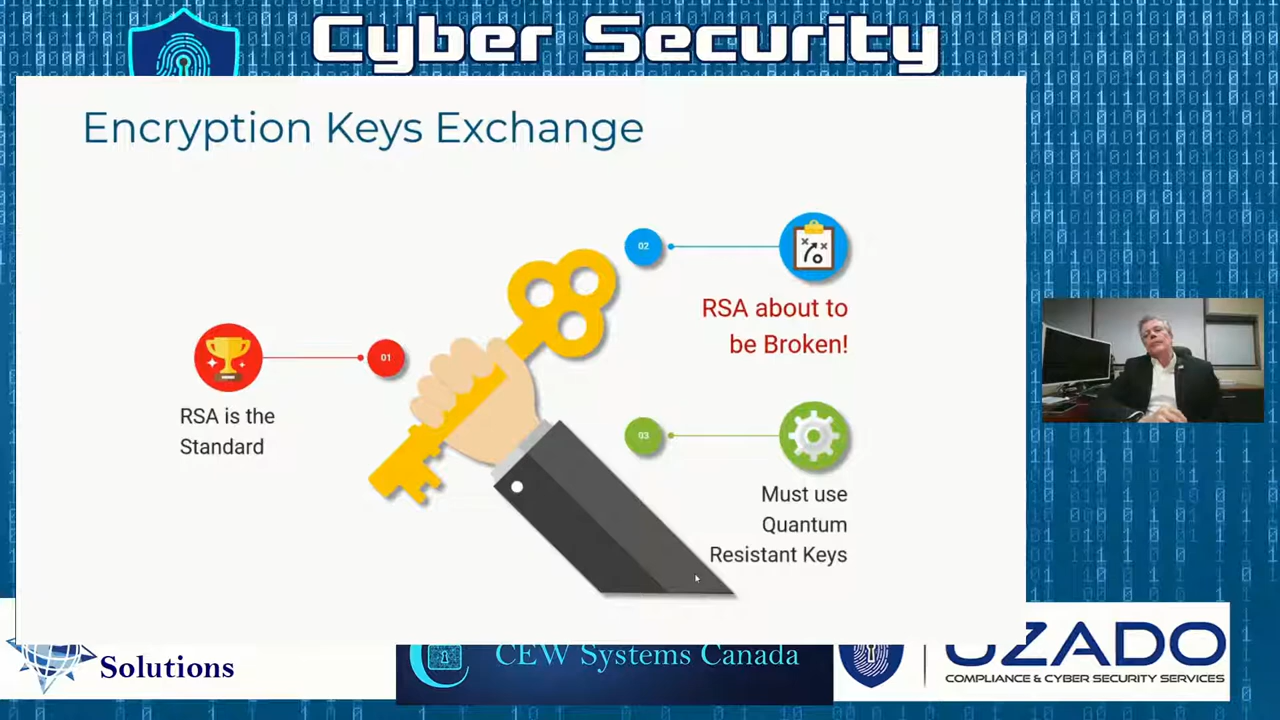 Cyber Security
Encryption Keys Exchange
02
RSA about to
be Broken!
01
RSA is the
Standard
03
Must use
Quantum
Resistant Keys
Solutions
CEW Systems Canada
UZADO
COMPLIANCE & CYBER SECURITY SERVICES